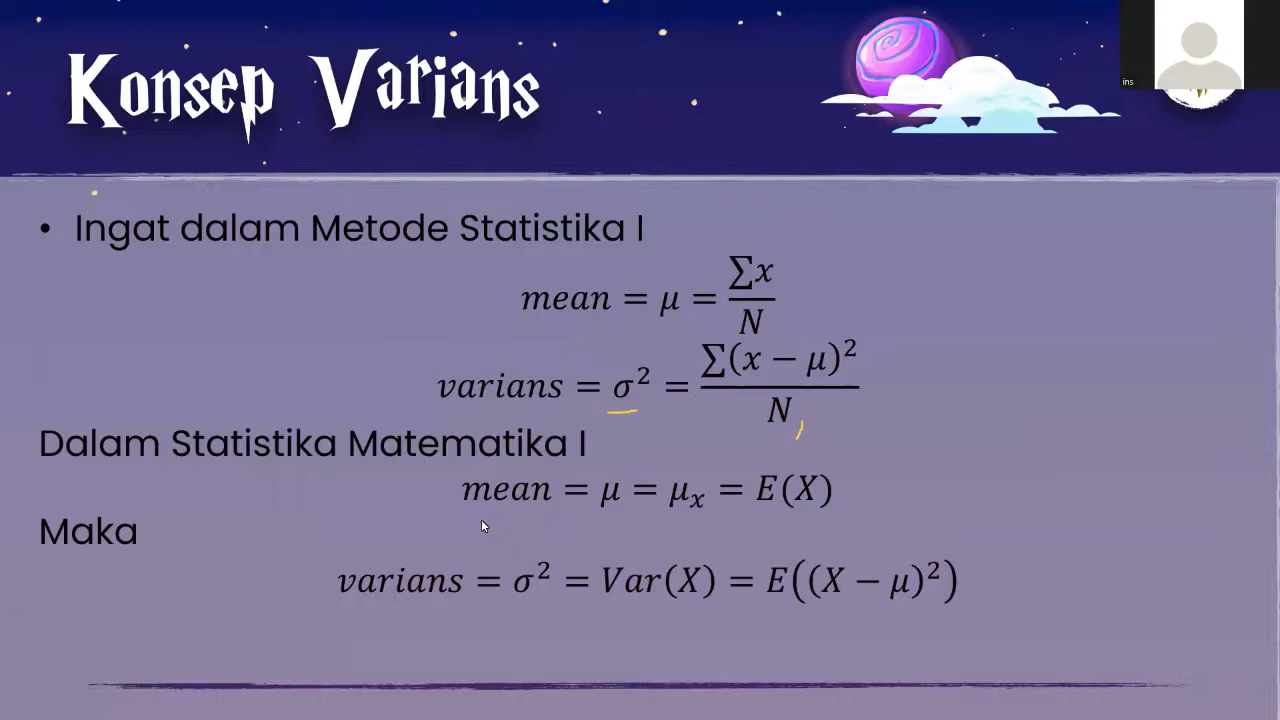 Konsep Varians
ins
• Ingat dalam Metode Statistika I
mean = μ = ∑x / N
varians = σ² = ∑(x − μ)² / N
Dalam Statistika Matematika I
mean = μ = μₓ = E(X)
Maka
varians = σ² = Var(X) = E((X − μ)²)